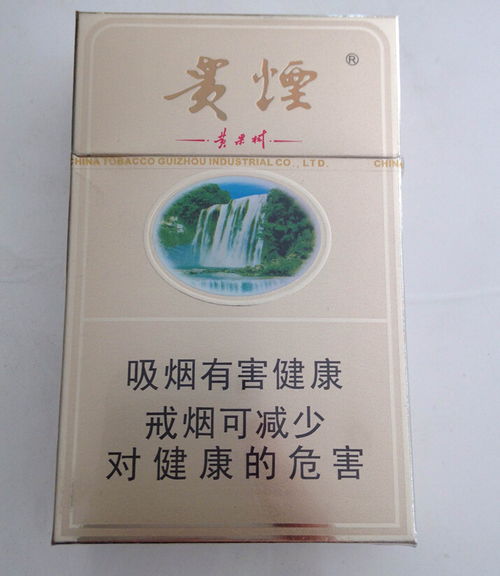 贵煙®
黄果树
CHINA TOBACCO GUIZHOU INDUSTRIAL CO., LTD. CHINA
吸烟有害健康
戒烟可减少
对健康的危害